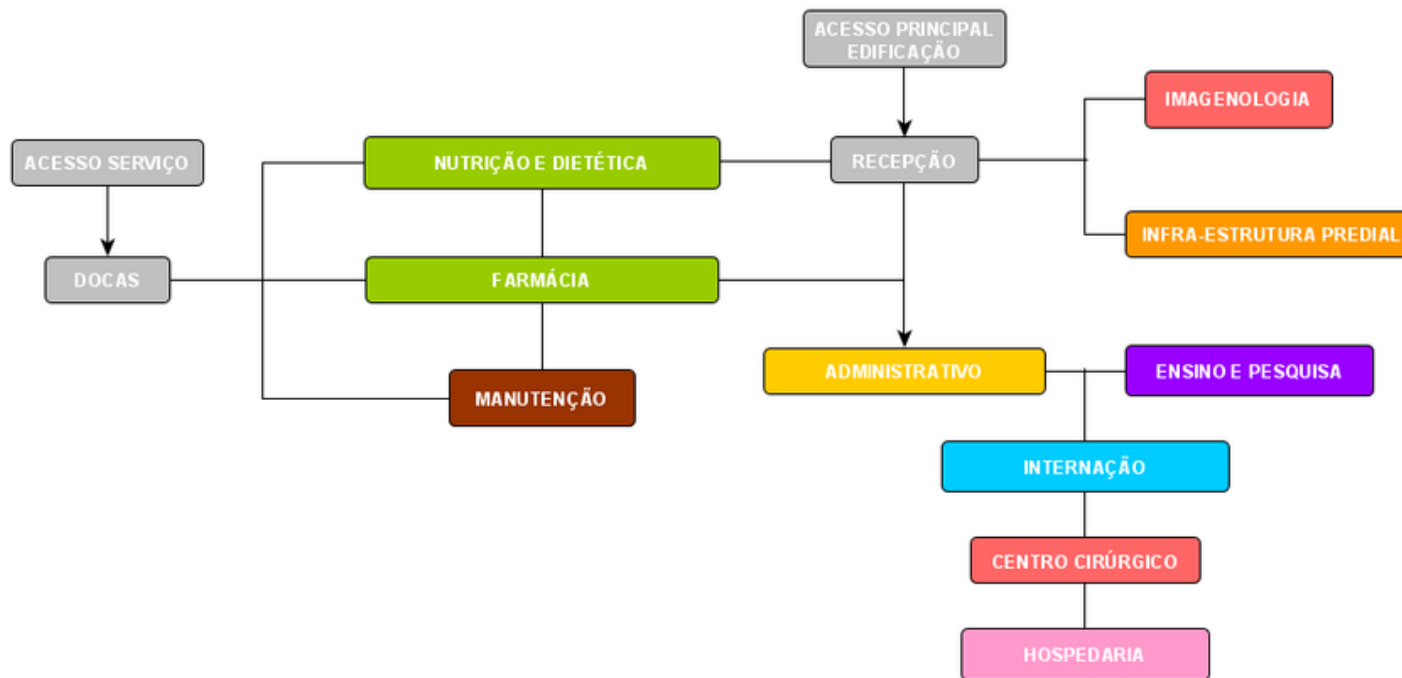 ACESSO PRINCIPAL
EDIFICAÇÃO
IMAGENOLOGIA
ACESSO SERVIÇO
NUTRIÇÃO E DIETÉTICA
RECEPÇÃO
INFRA-ESTRUTURA PREDIAL
DOCAS
FARMÁCIA
ADMINISTRATIVO
ENSINO E PESQUISA
MANUTENÇÃO
INTERNAÇÃO
CENTRO CIRÚRGICO
HOSPEDARIA